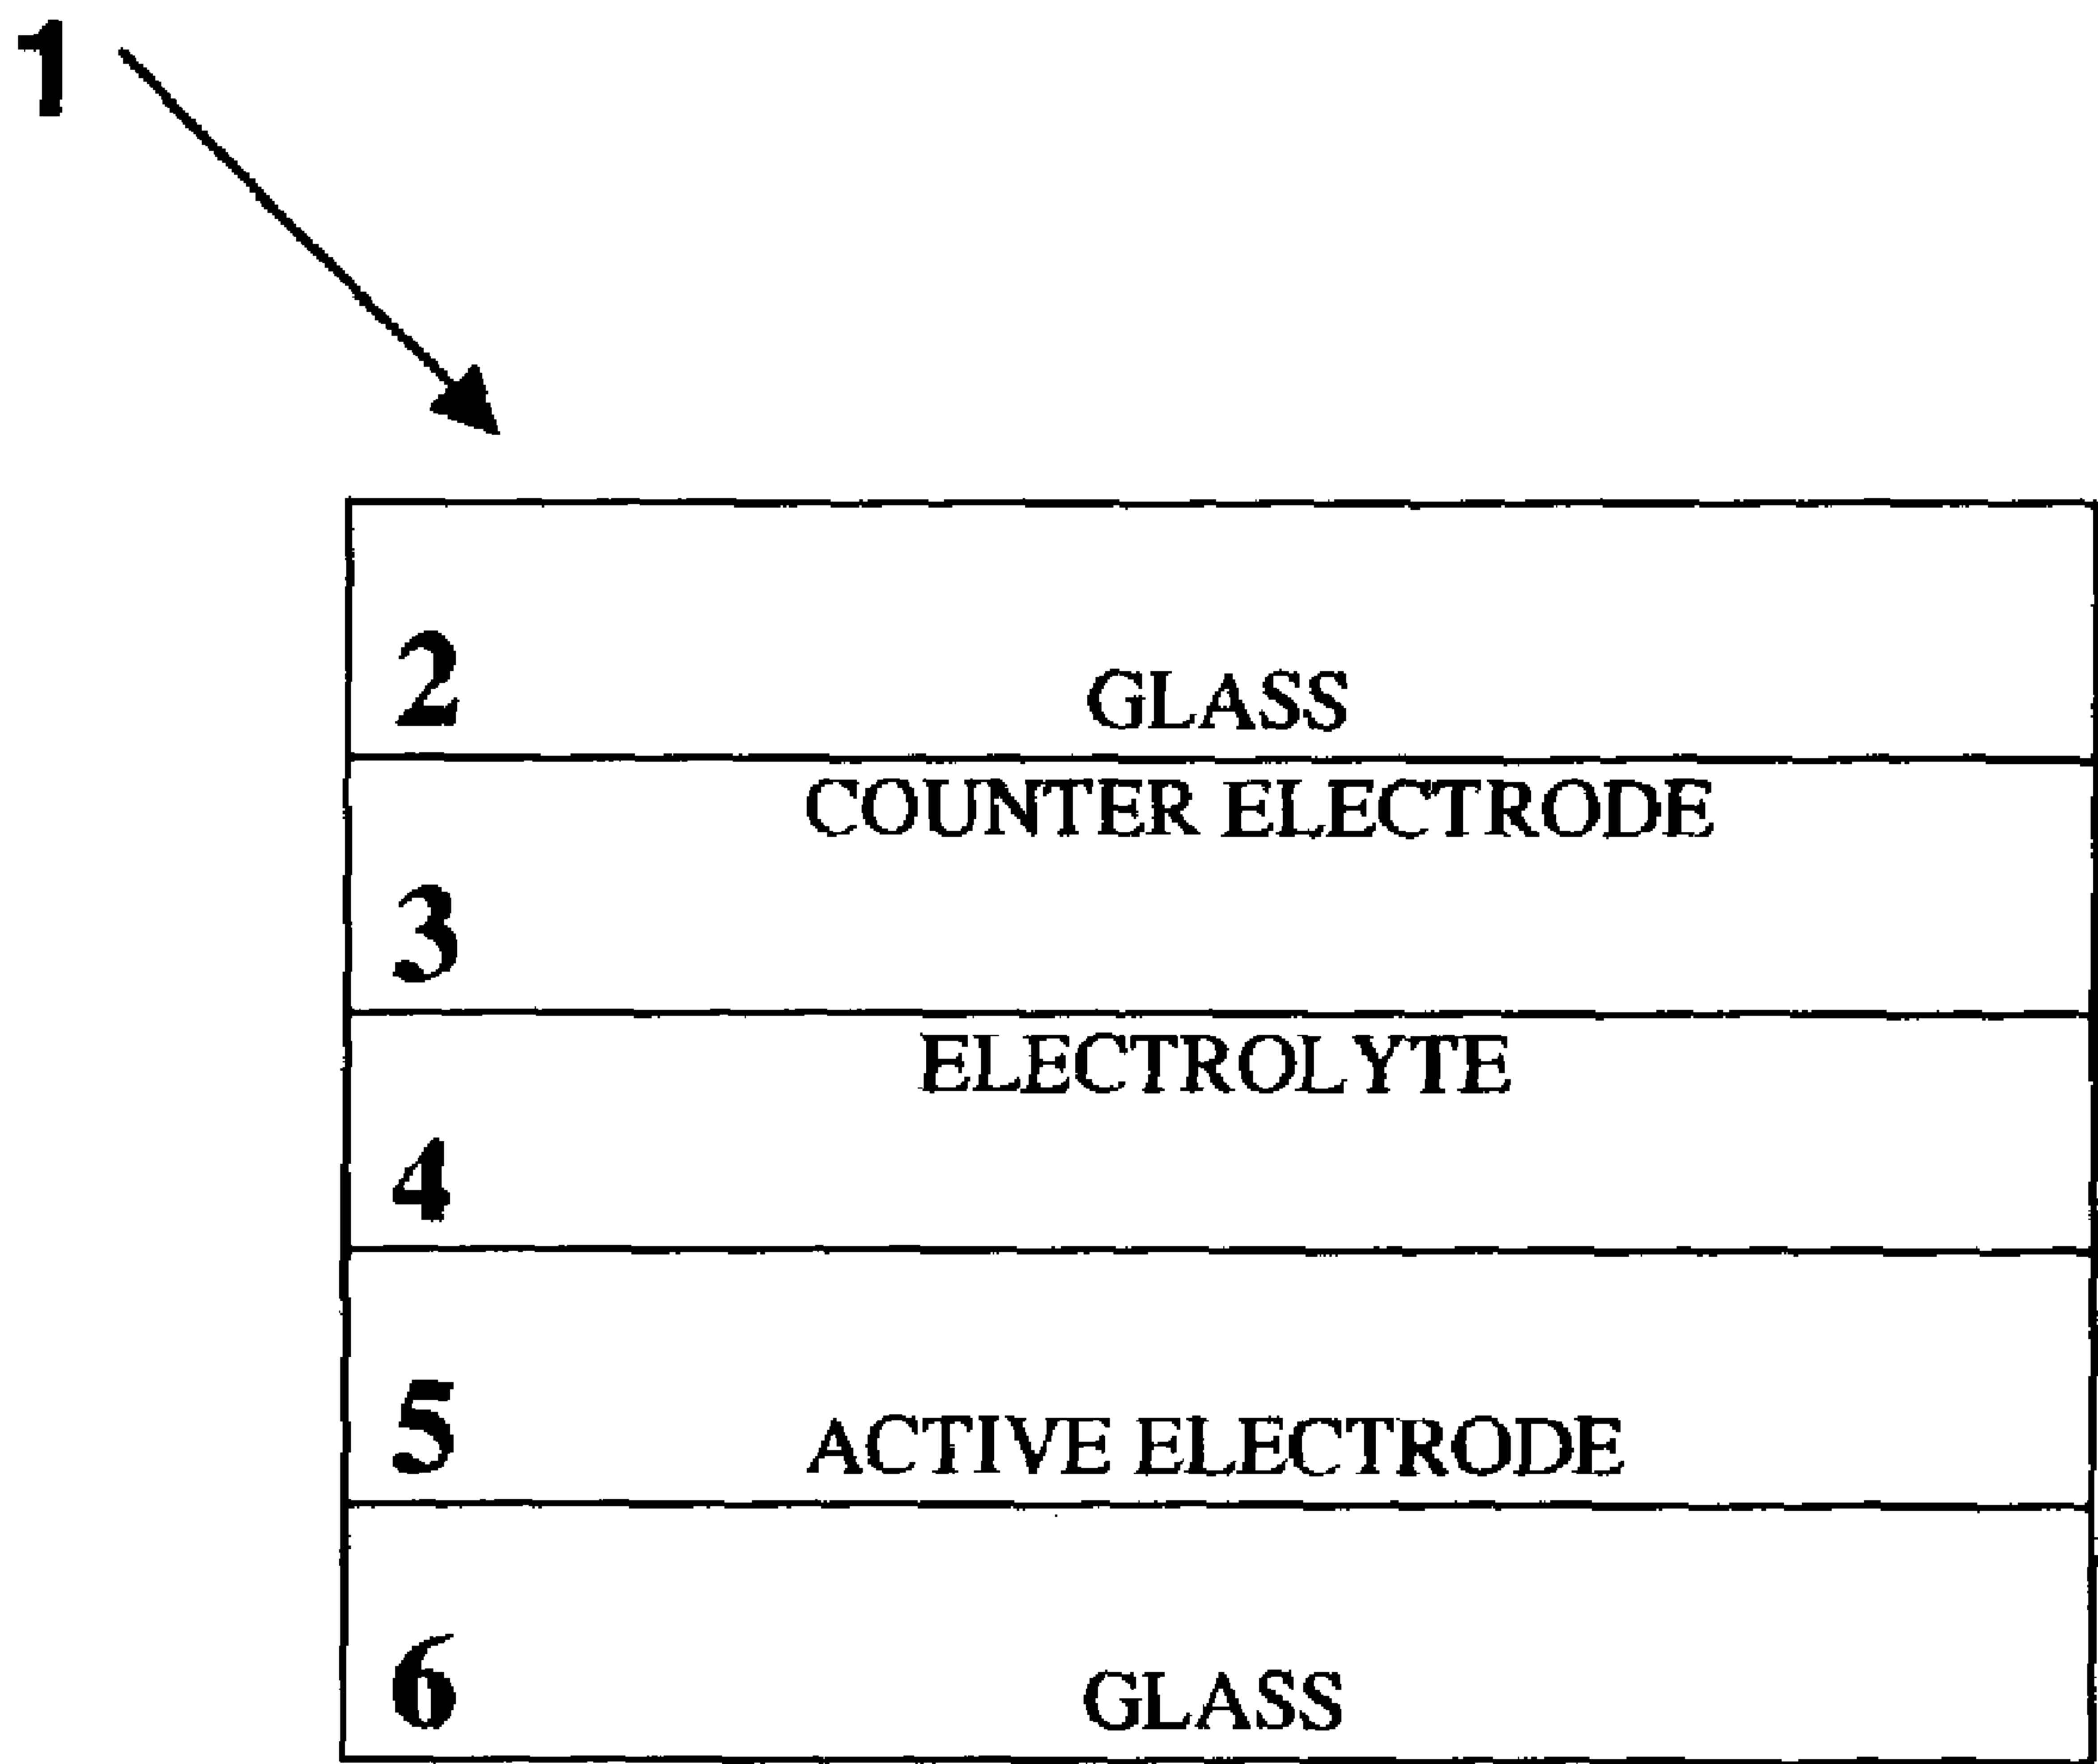 1
2 GLASS
COUNTER ELECTRODE
3
ELECTROLYTE
4
5 ACTIVE ELECTRODE
6 GLASS